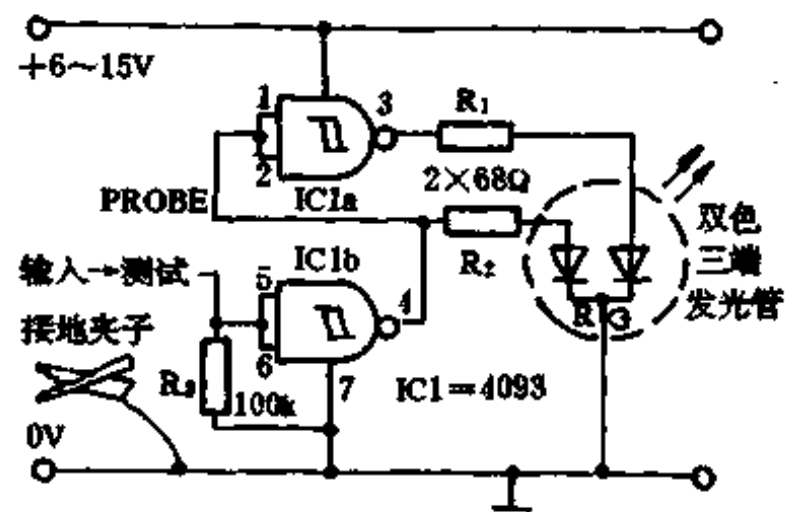 +6~15V
1
2
3
R₁
IC1a
2×68Ω
PROBE
R₂
双色
三端
发光管
输入→测试
接地夹子
5
6
IC1b
4
7
R₃
100k
IC1=4093
R
G
0V